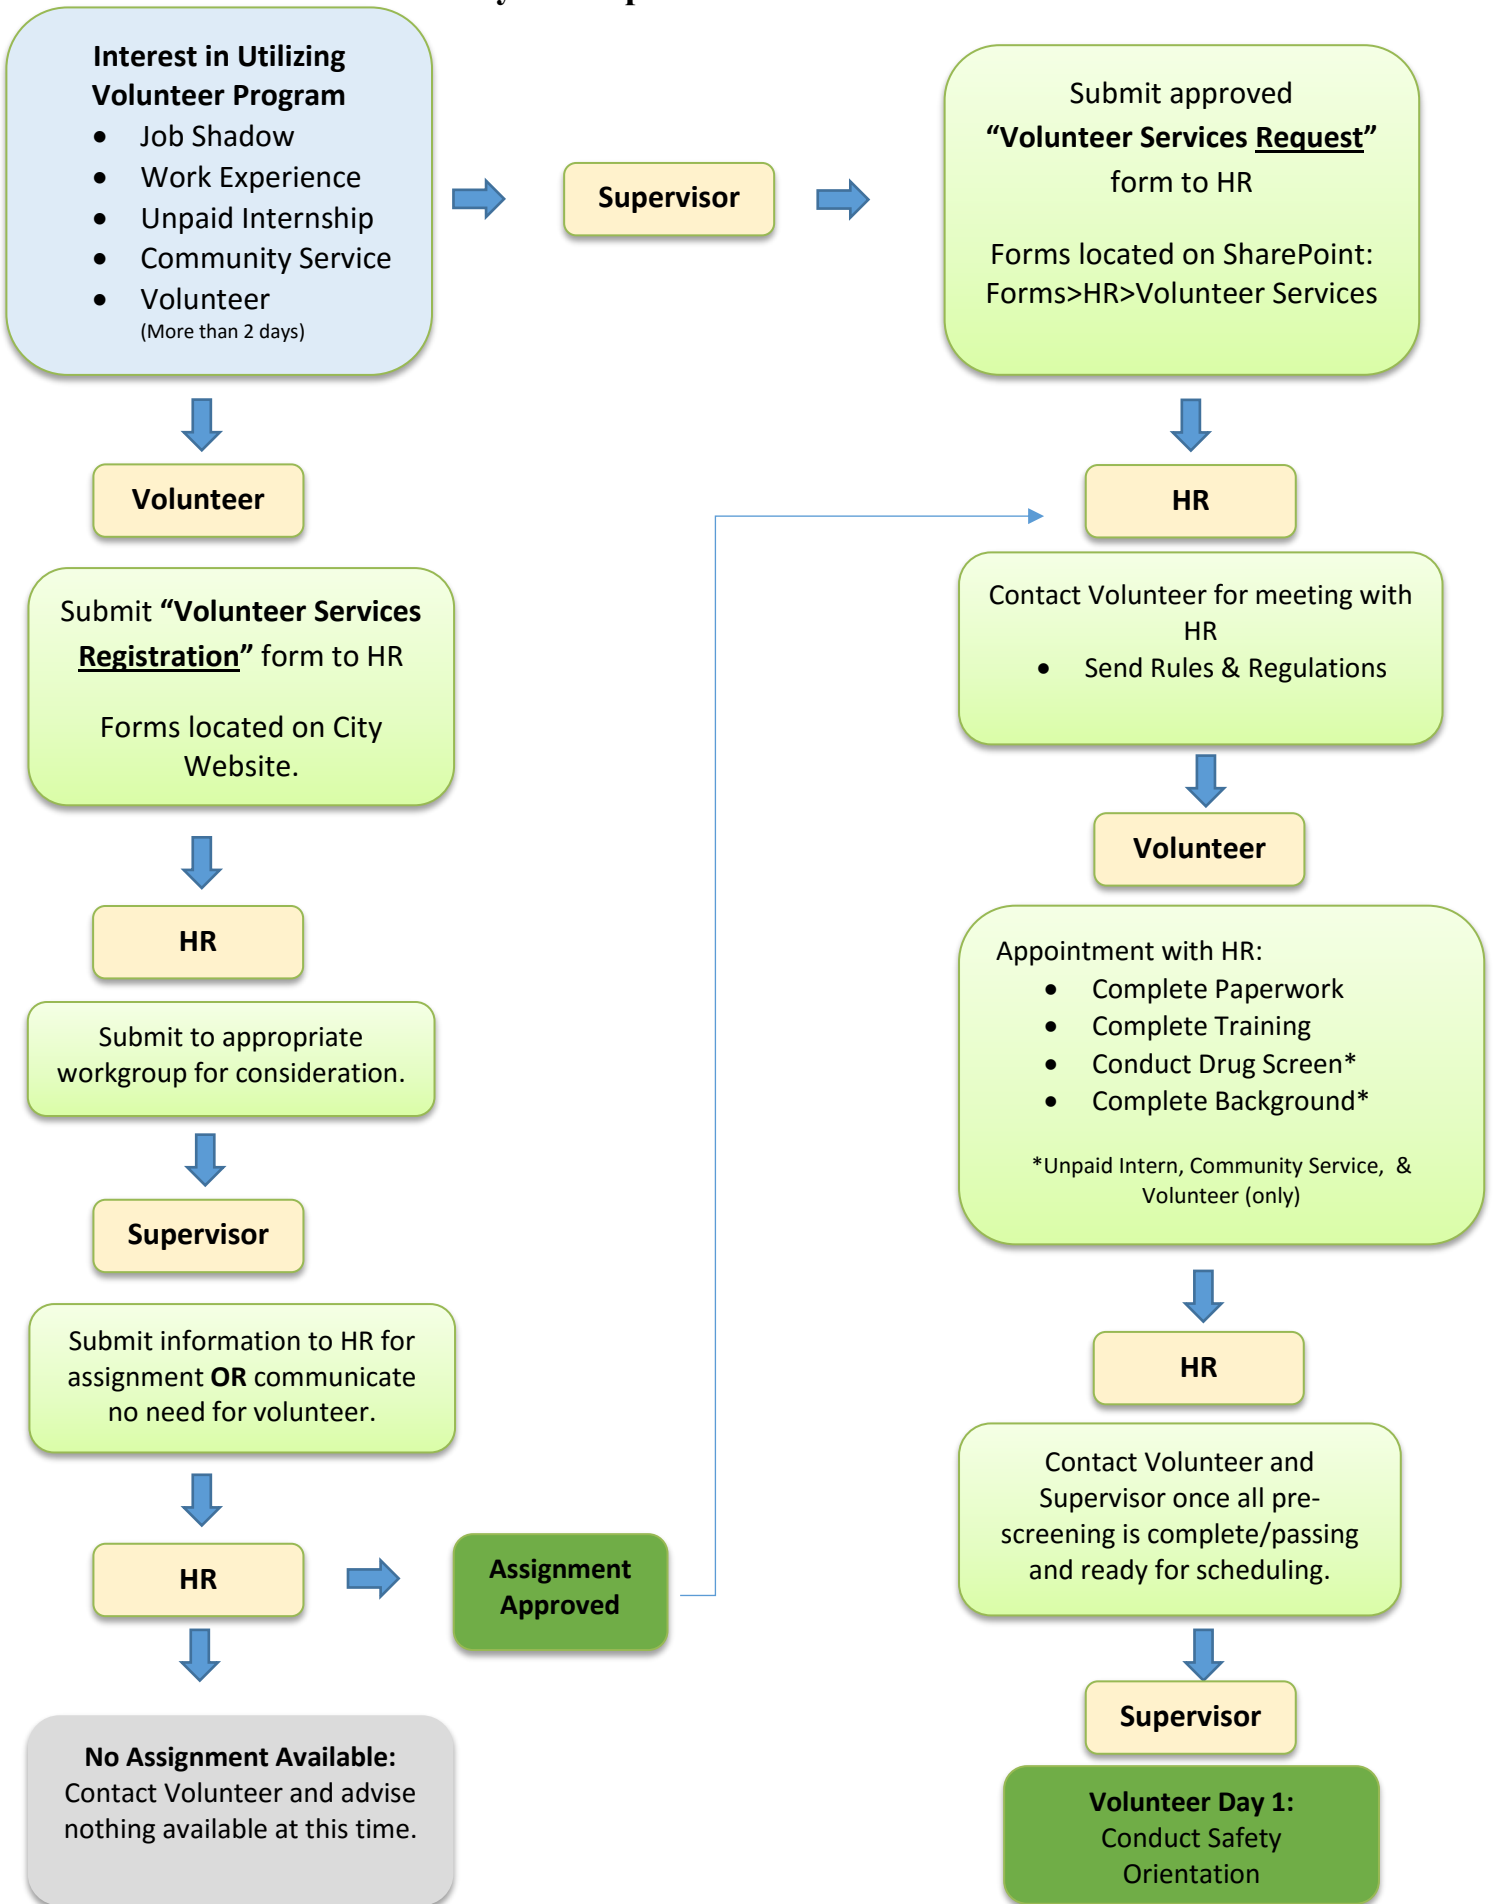 Interest in Utilizing
Volunteer Program
• Job Shadow
• Work Experience
• Unpaid Internship
• Community Service
• Volunteer
(More than 2 days)
Supervisor
Submit approved
“Volunteer Services Request”
form to HR
Forms located on SharePoint:
Forms>HR>Volunteer Services
Volunteer
Submit “Volunteer Services
Registration” form to HR
Forms located on City
Website.
HR
Submit to appropriate
workgroup for consideration.
Supervisor
Submit information to HR for
assignment OR communicate
no need for volunteer.
HR
Assignment
Approved
No Assignment Available:
Contact Volunteer and advise
nothing available at this time.
HR
Contact Volunteer for meeting with
HR
• Send Rules & Regulations
Volunteer
Appointment with HR:
• Complete Paperwork
• Complete Training
• Conduct Drug Screen*
• Complete Background*
*Unpaid Intern, Community Service, &
Volunteer (only)
HR
Contact Volunteer and
Supervisor once all pre-
screening is complete/passing
and ready for scheduling.
Supervisor
Volunteer Day 1:
Conduct Safety
Orientation